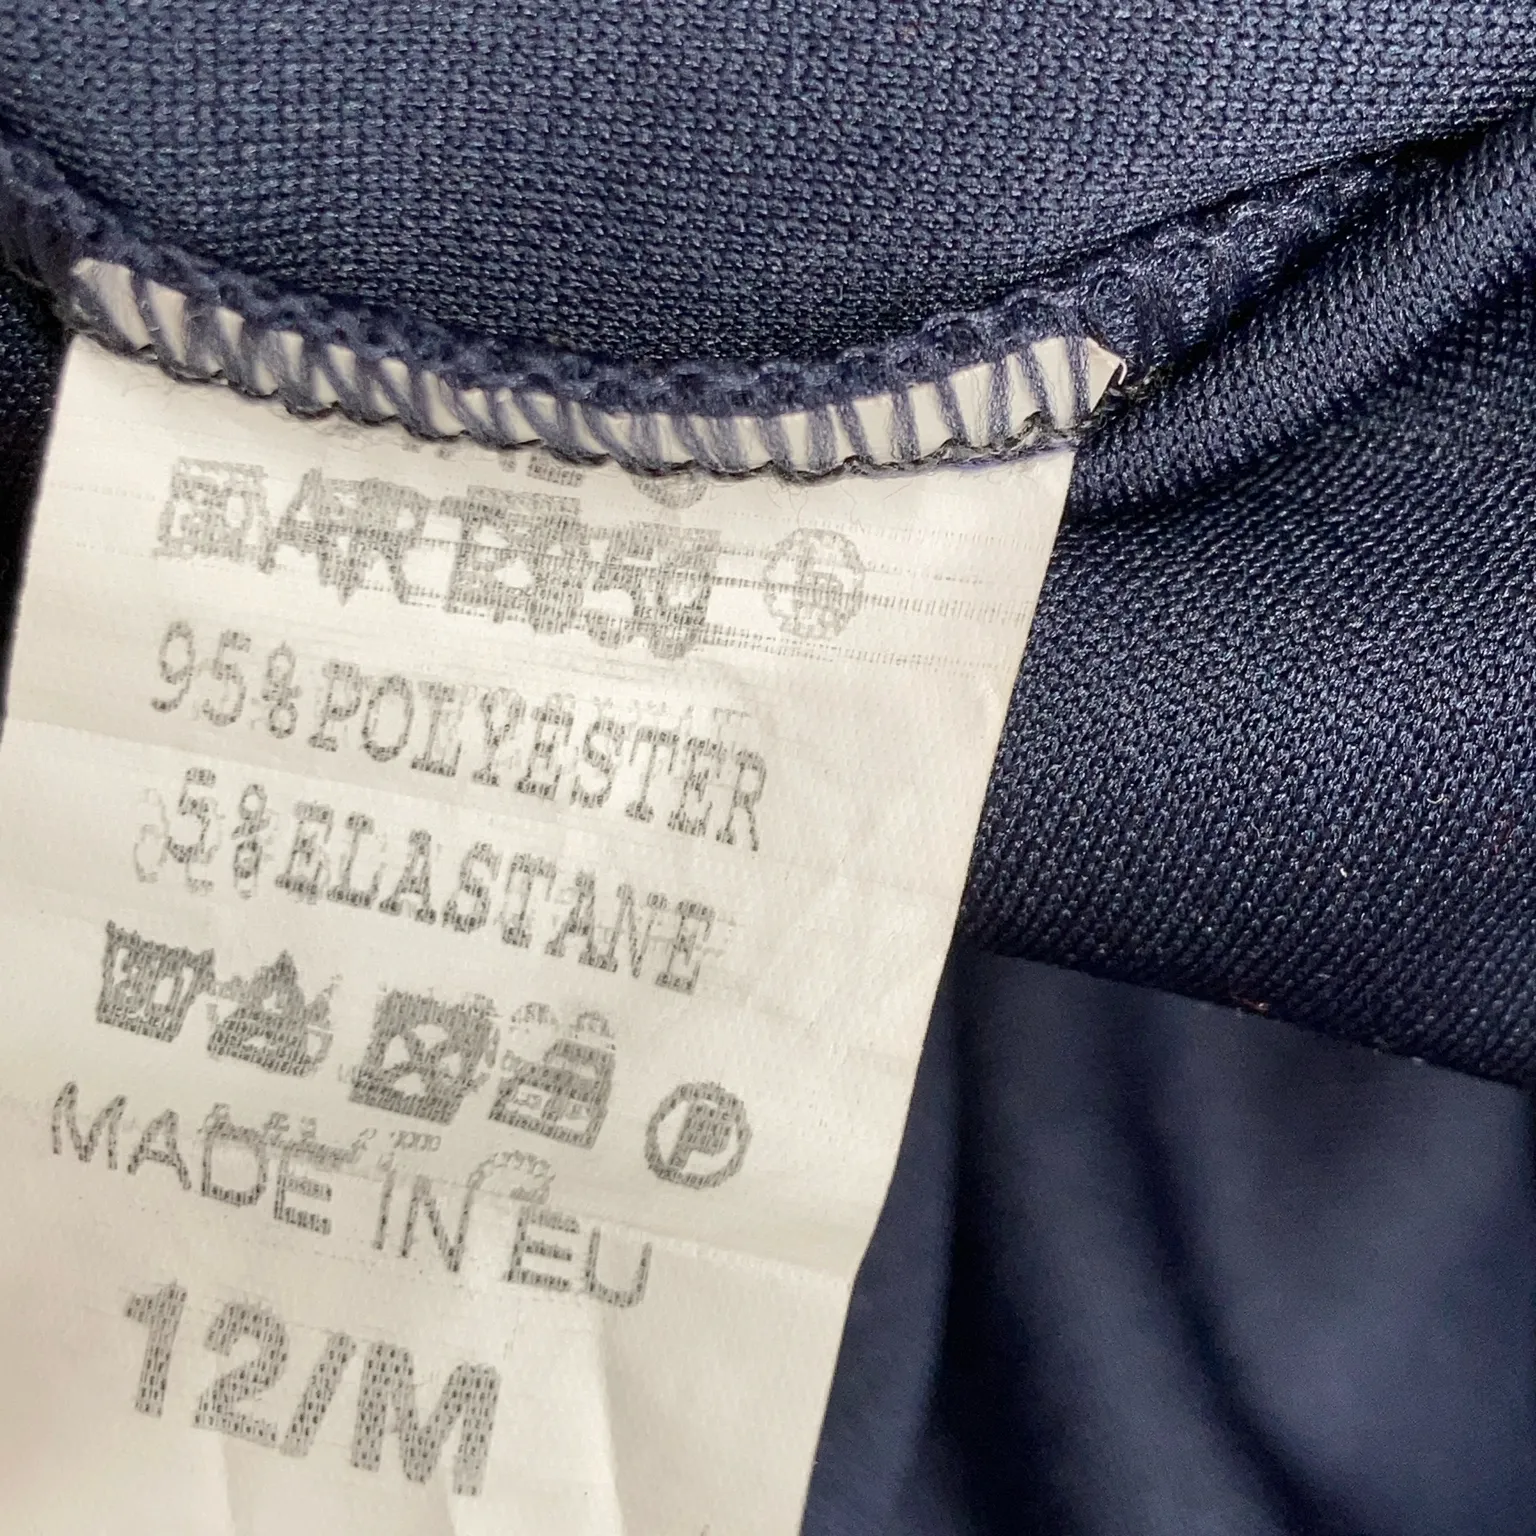 95%POLYESTER
5%ELASTANE
P
MADE IN EU
12/M